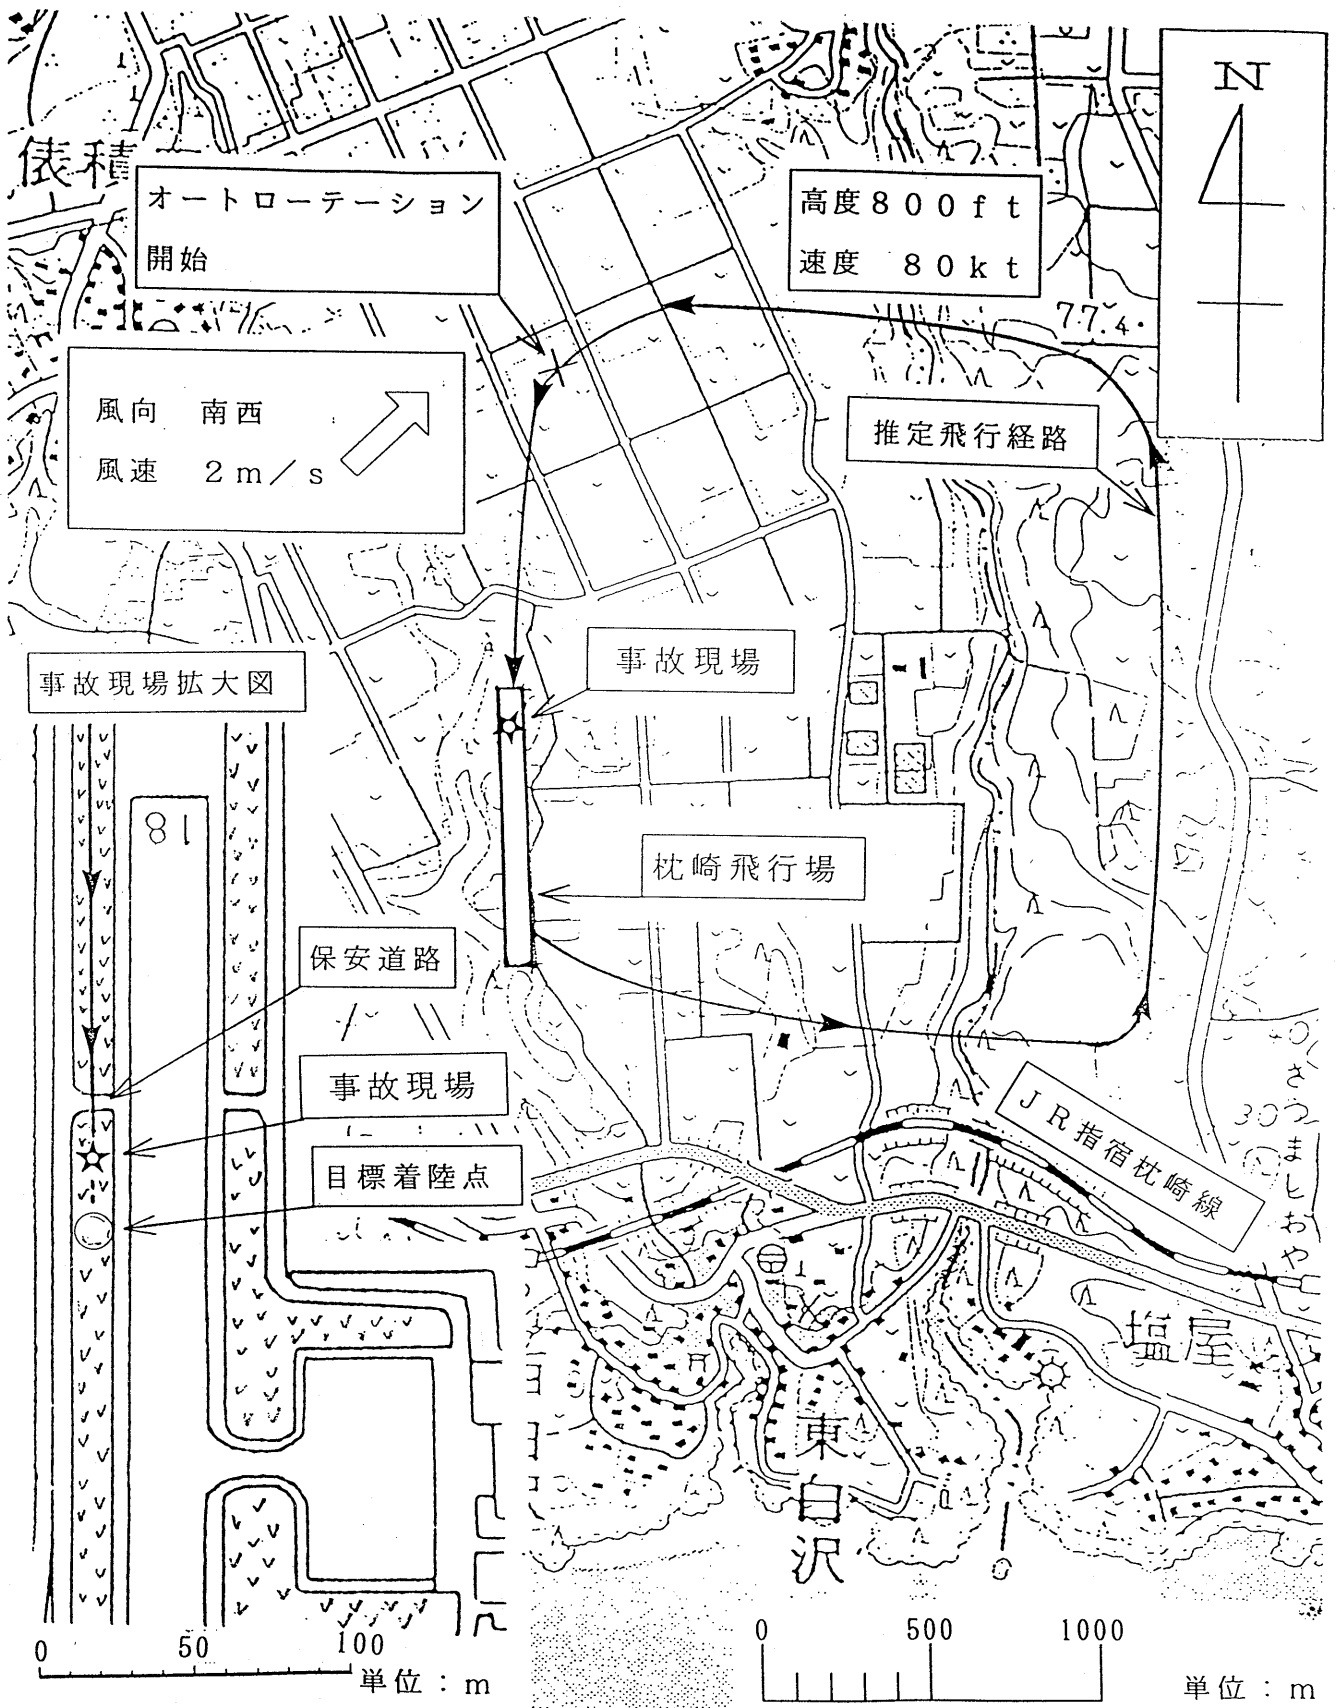 N
俵積
オートローテーション
開始
高度800ft
速度 80kt
77.4.
風向 南西
風速 2m/s
推定飛行経路
事故現場
事故現場拡大図
18
枕崎飛行場
保安道路
事故現場
目標着陸点
JR指宿枕崎線
さつましおや
30
塩屋
東白沢
0 50 100
単位:m
0 500 1000
単位:m